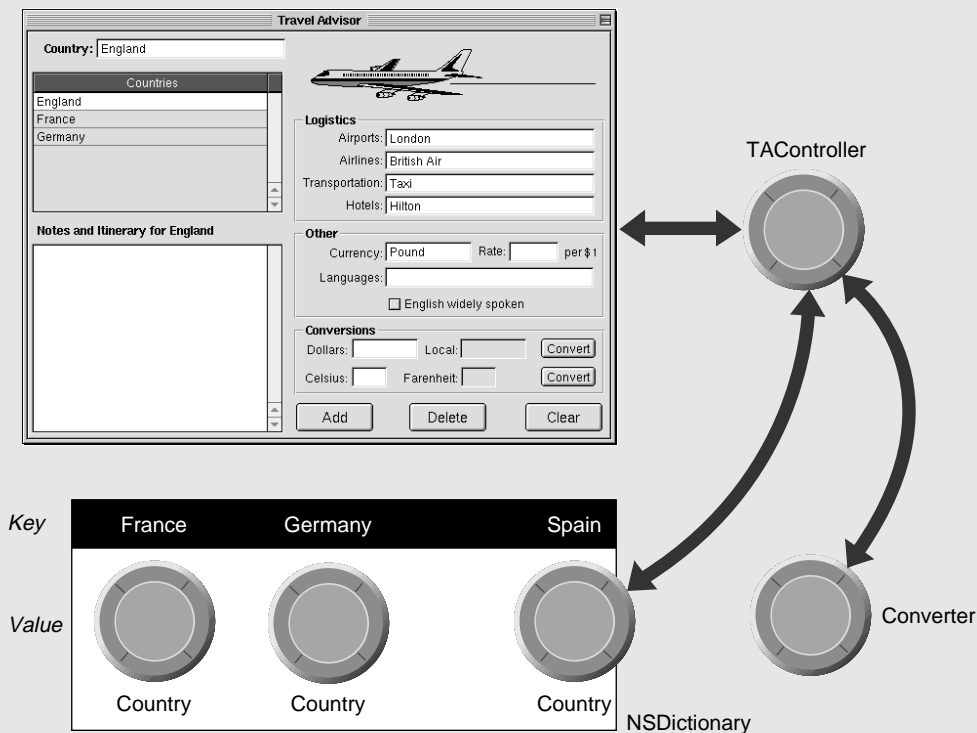 Travel Advisor
Country: England
Countries
England
France
Germany
Notes and Itinerary for England
Logistics
Airports: London
Airlines: British Air
Transportation: Taxi
Hotels: Hilton
Other
Currency: Pound Rate: per $1
Languages:
English widely spoken
Conversions
Dollars: Local: Convert
Celsius: Farenheit: Convert
Add Delete Clear
TAController
Key France Germany Spain
Value
Country Country Country
Converter
NSDictionary